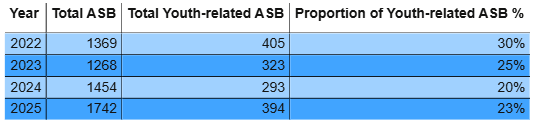 Year Total ASB Total Youth-related ASB Proportion of Youth-related ASB %
2022 1369 405 30%
2023 1268 323 25%
2024 1454 293 20%
2025 1742 394 23%